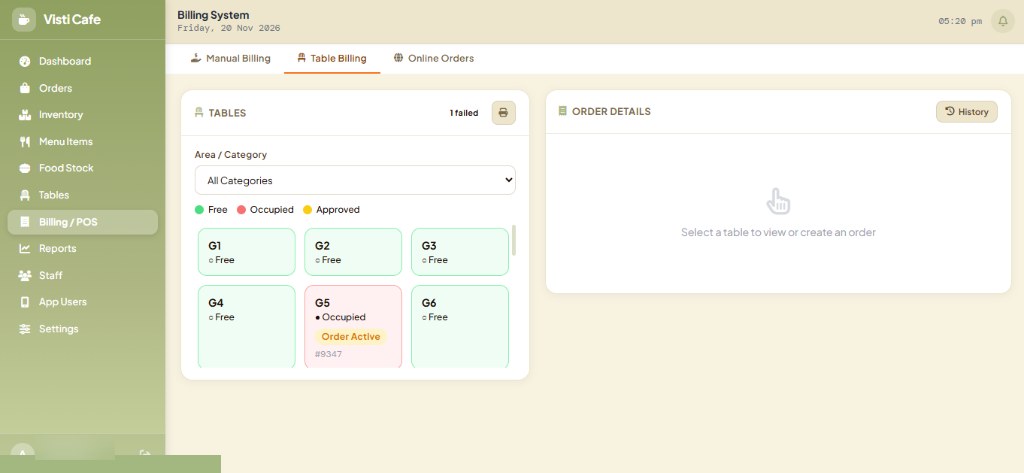 Visti Cafe
Dashboard
Orders
Inventory
Menu Items
Food Stock
Tables
Billing / POS
Reports
Staff
App Users
Settings
Billing System
Friday, 20 Nov 2026
05:20 pm
Manual Billing
Table Billing
Online Orders
TABLES
1 failed
Area / Category
All Categories
Free
Occupied
Approved
G1
Free
G2
Free
G3
Free
G4
Free
G5
Occupied
Order Active
#9347
G6
Free
ORDER DETAILS
History
Select a table to view or create an order